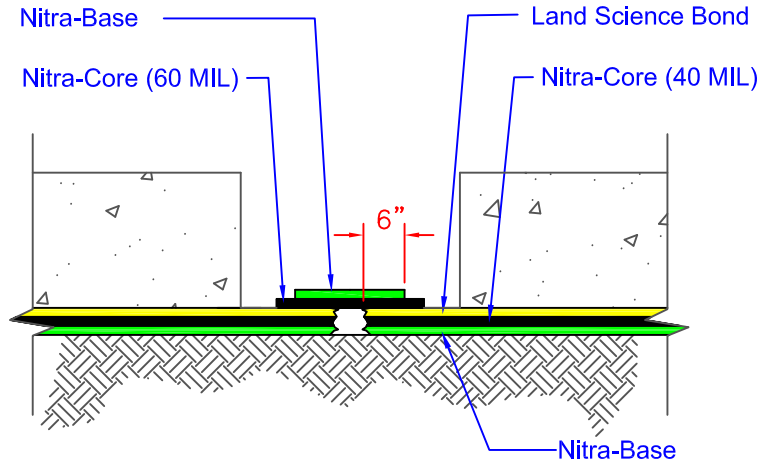 Nitra-Base
Land Science Bond
Nitra-Core (60 MIL)
Nitra-Core (40 MIL)
6”
Nitra-Base